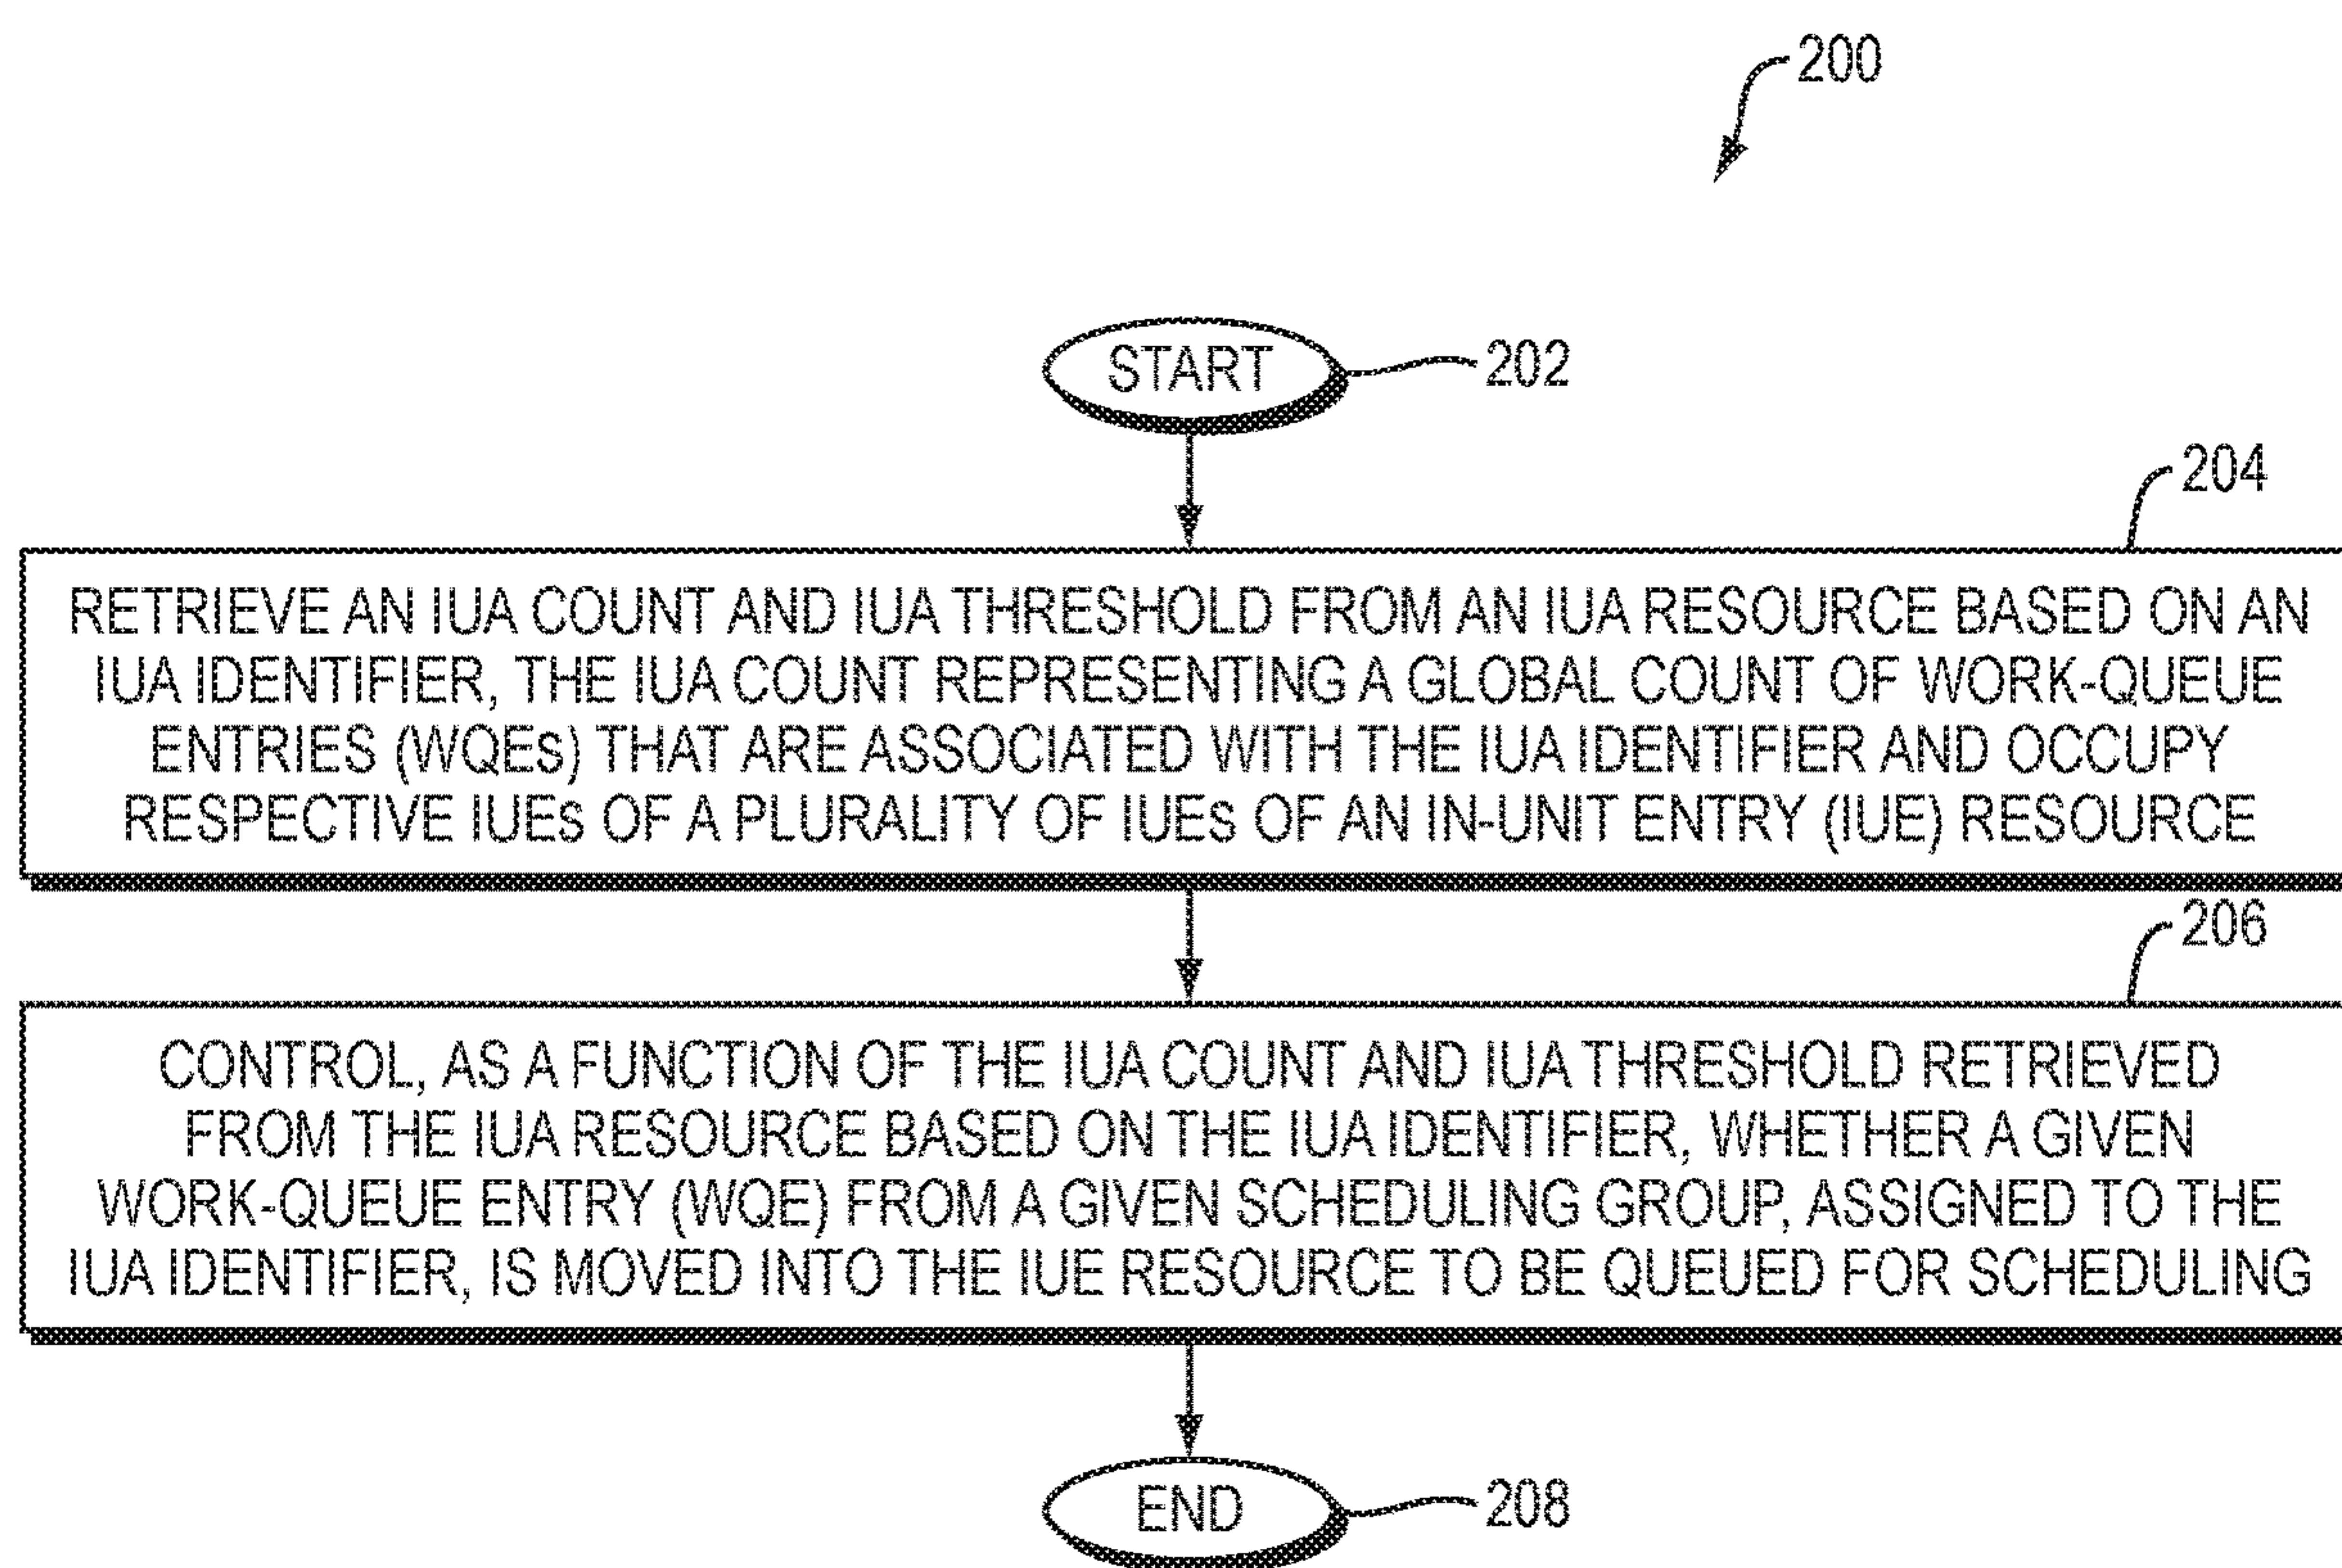 200
START
202
204
RETRIEVE AN IUA COUNT AND IUA THRESHOLD FROM AN IUA RESOURCE BASED ON AN
IUA IDENTIFIER, THE IUA COUNT REPRESENTING A GLOBAL COUNT OF WORK-QUEUE
ENTRIES (WQEs) THAT ARE ASSOCIATED WITH THE IUA IDENTIFIER AND OCCUPY
RESPECTIVE IUEs OF A PLURALITY OF IUEs OF AN IN-UNIT ENTRY (IUE) RESOURCE
206
CONTROL, AS A FUNCTION OF THE IUA COUNT AND IUA THRESHOLD RETRIEVED
FROM THE IUA RESOURCE BASED ON THE IUA IDENTIFIER, WHETHER A GIVEN
WORK-QUEUE ENTRY (WQE) FROM A GIVEN SCHEDULING GROUP, ASSIGNED TO THE
IUA IDENTIFIER, IS MOVED INTO THE IUE RESOURCE TO BE QUEUED FOR SCHEDULING
END
208